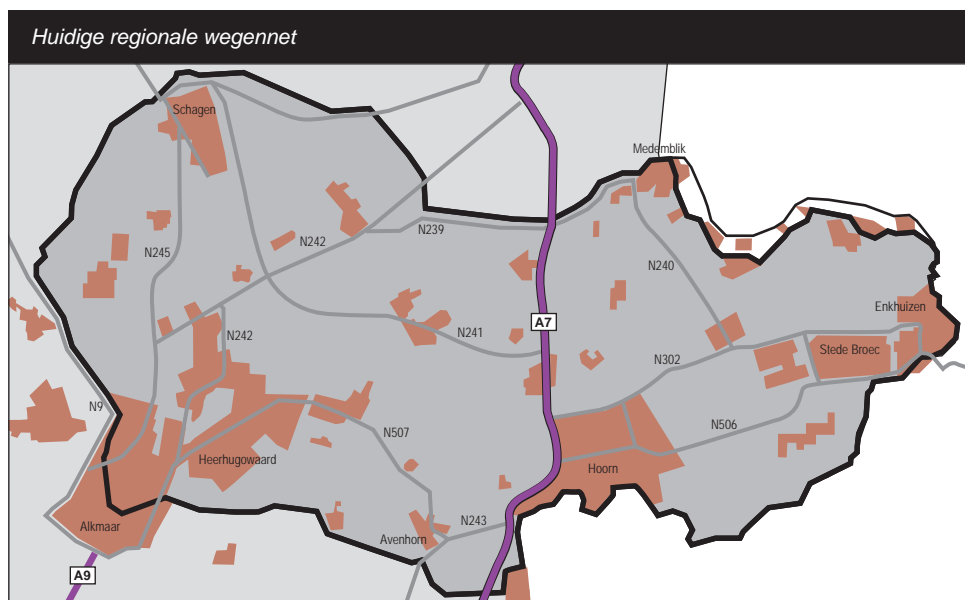 Huidige regionale wegennet
Schagen
Medemblik
N245
N242
N239
N240
Enkhuizen
A7
N242
N241
Stede Broec
N302
N9
N507
N506
Heerhugowaard
Hoorn
Alkmaar
N243
Avenhorn
A9